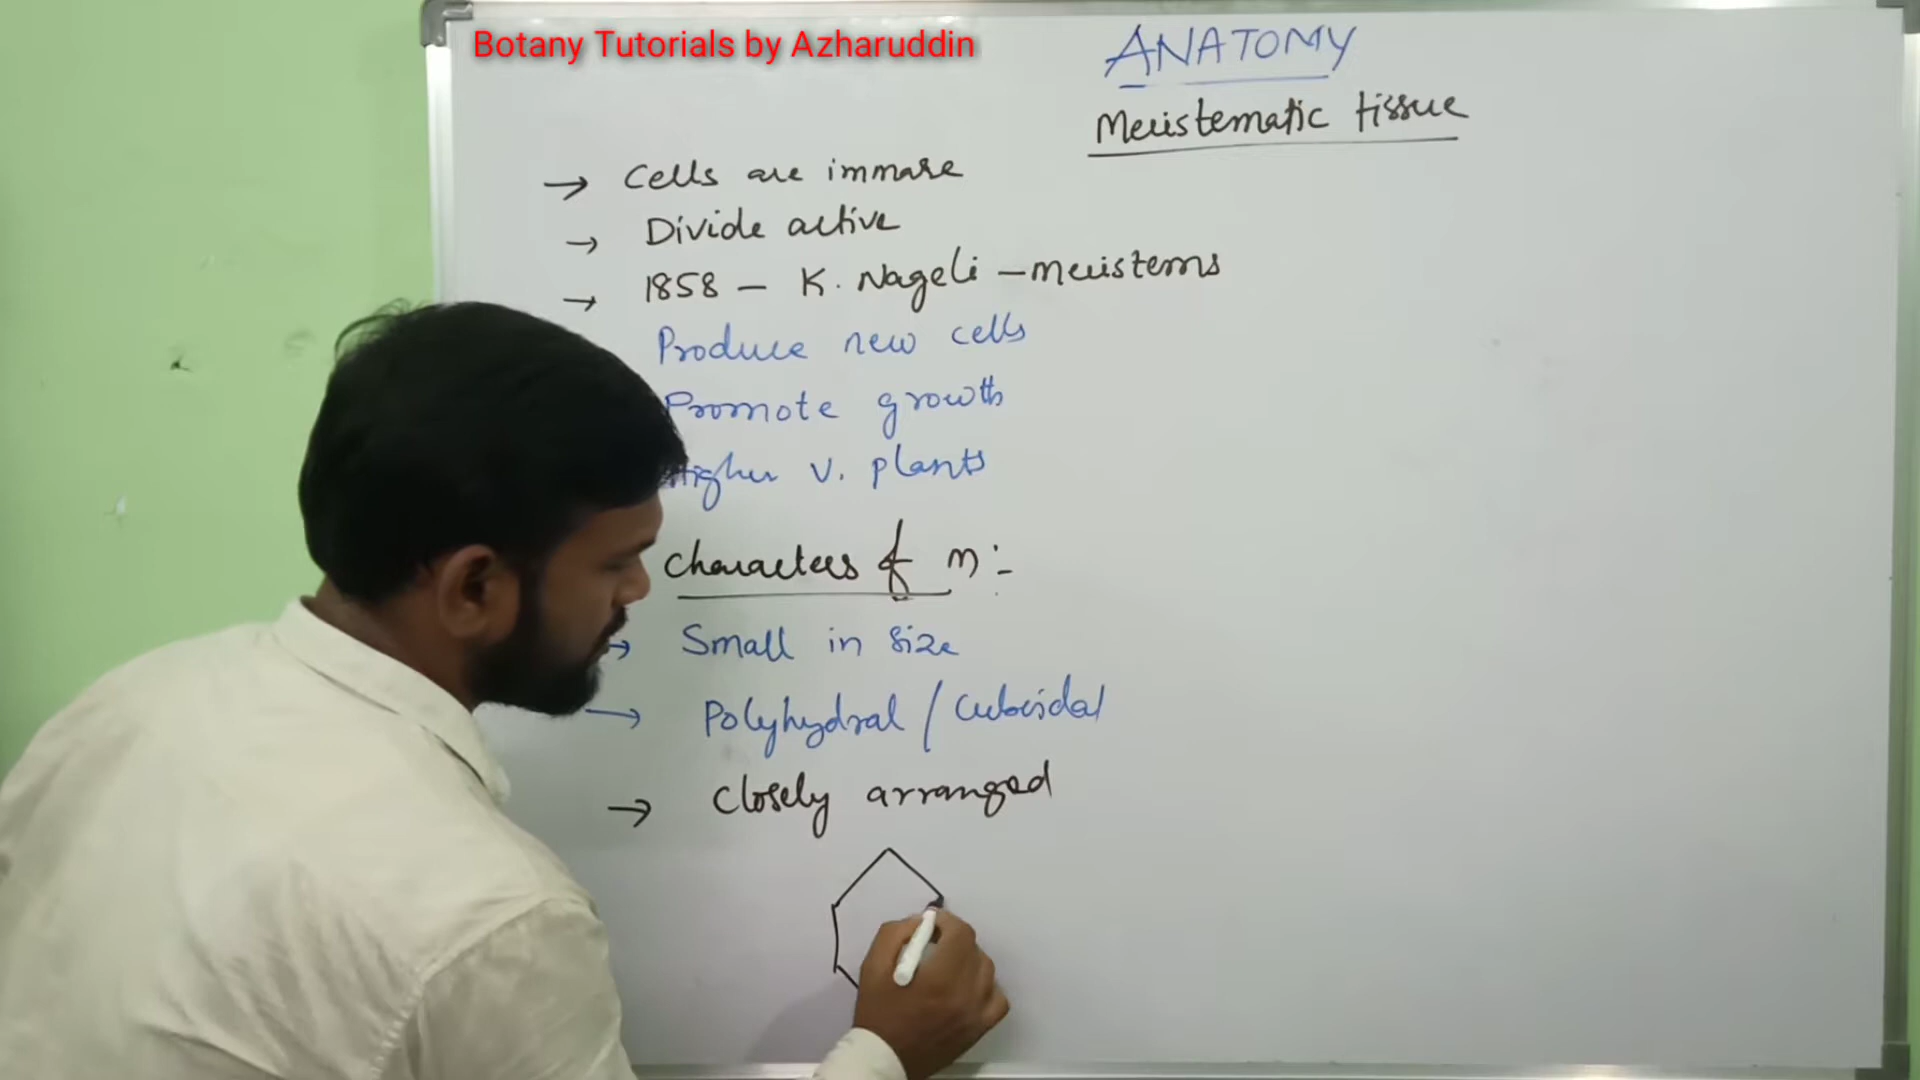 Botany Tutorials by Azharuddin
ANATOMY
Meristematic tissue
→ Cells are immare
→ Divide active
→ 1858 – K. Nageli – meristems
Produce new cells
Promote growth
Higher v. plants
Characters of m:-
→ Small in size
→ Polyhydral / Cuboidal
→ Closely arranged